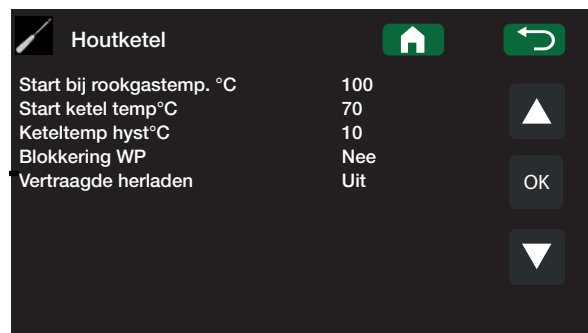 Houtketel
Start bij rookgastemp. °C 100
Start ketel temp°C 70
Keteltemp hyst°C 10
Blokkering WP Nee
Vertraagde herladen Uit
OK